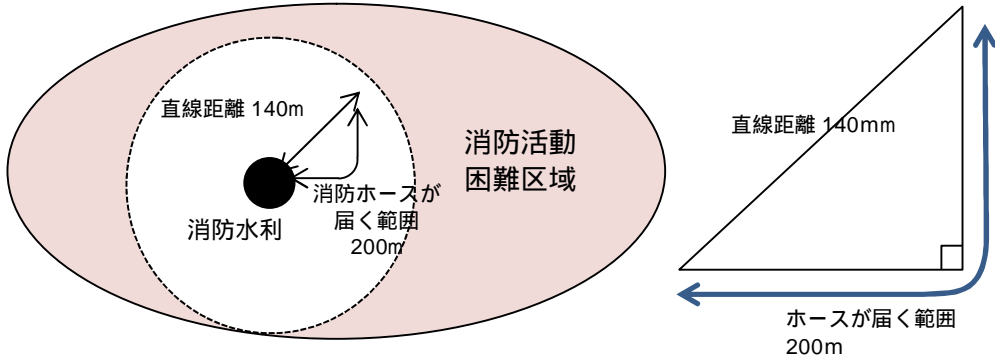 直線距離 140m
消防活動
困難区域
消防ホースが
届く範囲
200m
消防水利
直線距離 140mm
ホースが届く範囲
200m